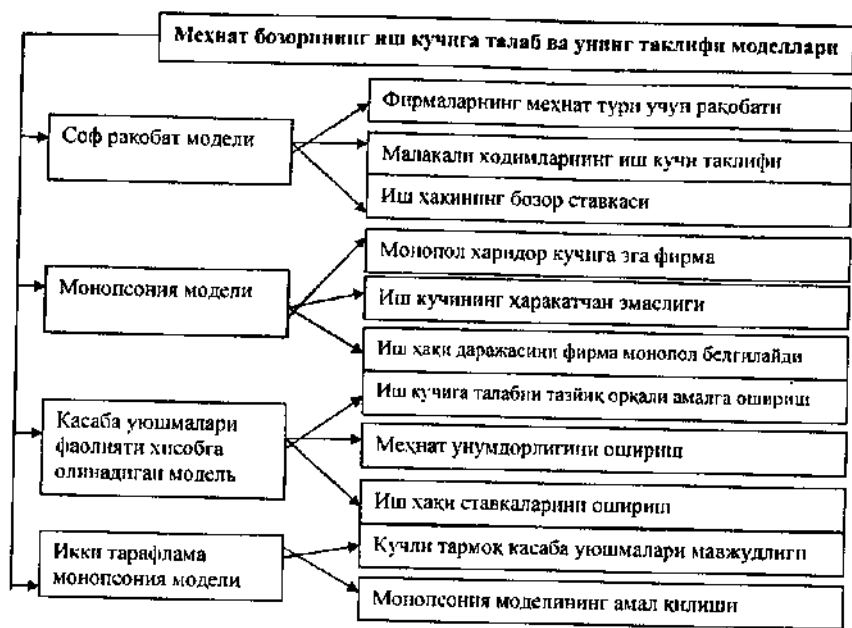 Меҳнат бозорининг иш кучига талаб ва унинг таклифи моделлари
Соф рақобат модели
Фирмаларнинг меҳнат тури учун рақобати
Малакали ходимларнинг иш кучи таклифи
Иш ҳакининг бозор ставкаси
Монопсония модели
Монопол харидор кучига эга фирма
Иш кучининг ҳаракатчан эмаслиги
Иш ҳақи даражасини фирма монопол белгилайди
Касаба уюшмалари
фаолияти хисобга
олинадиган модель
Иш кучига талабни тазйиқ орқали амалга ошириш
Меҳнат унумдорлигини ошириш
Иш ҳақи ставкаларини ошириш
Икки тарафлама
монопсония модели
Кучли тармоқ касаба уюшмалари мавжудлиги
Монопсония моделининг амал қилиши